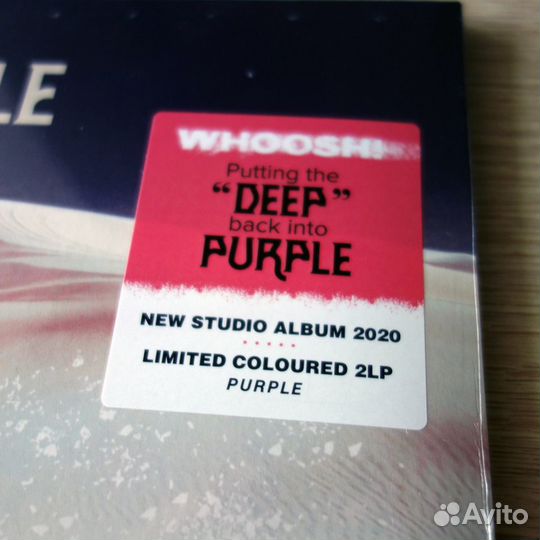 LE
WHOOSH!
Putting the
“DEEP”
back into
PURPLE
NEW STUDIO ALBUM 2020
LIMITED COLOURED 2LP
PURPLE
Avito